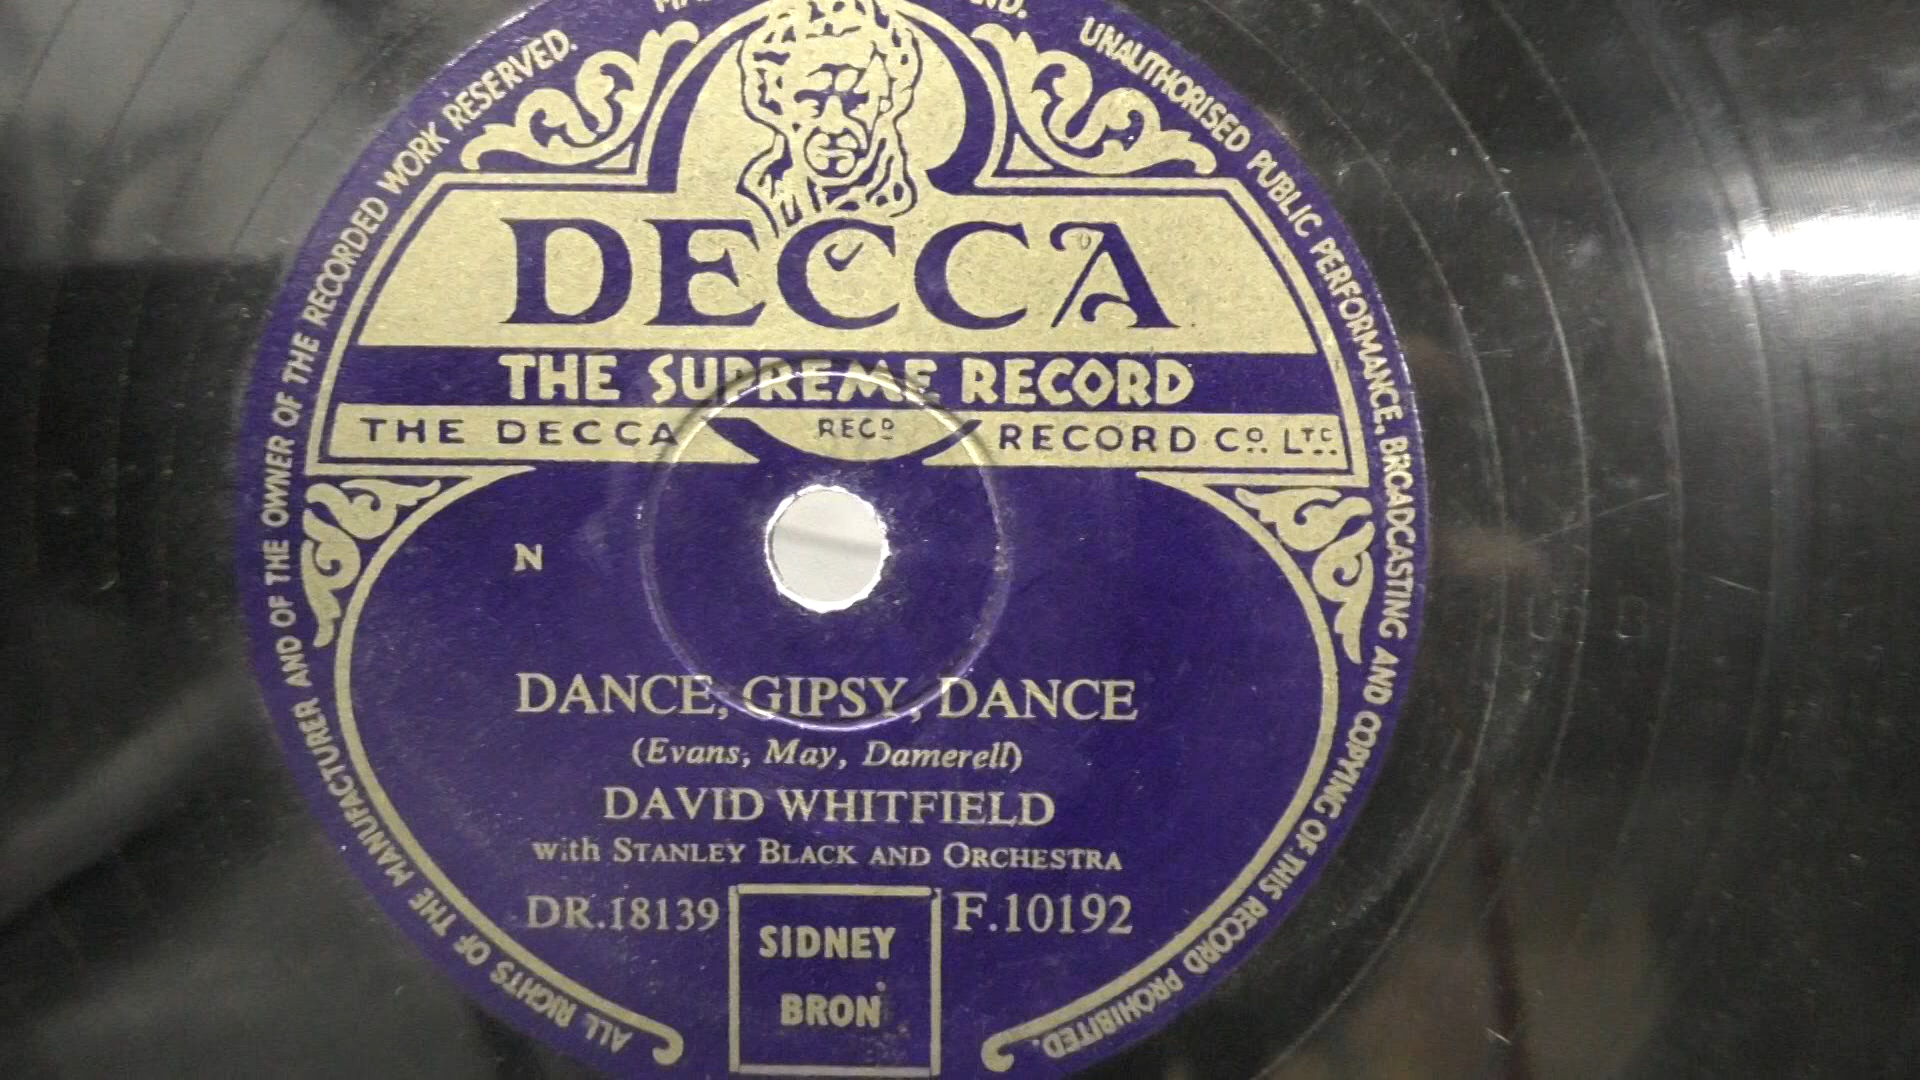 ALL RIGHTS OF THE MANUFACTURER AND OF THE OWNER OF THE RECORDED WORK RESERVED.
UNAUTHORISED PUBLIC PERFORMANCE, BROADCASTING AND COPYING OF THIS RECORD PROHIBITED.
DECCA
THE SUPREME RECORD
THE DECCA RECORD Co. LTD.
REGD
N
DANCE, GIPSY, DANCE
(Evans, May, Damerell)
DAVID WHITFIELD
with STANLEY BLACK AND ORCHESTRA
DR.18139 F.10192
SIDNEY
BRON